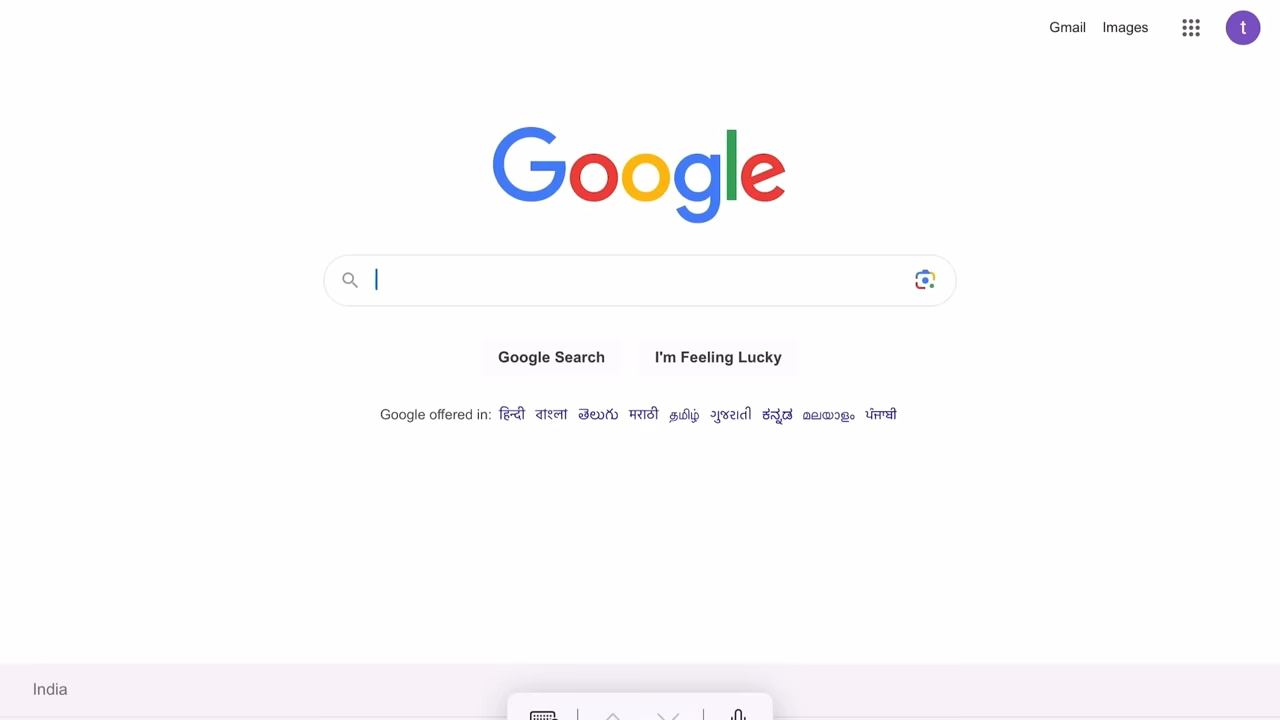 Gmail Images t
Google
Google Search I'm Feeling Lucky
Google offered in: हिन्दी বাংলা తెలుగు मराठी தமிழ் ગુજરાતી ಕನ್ನಡ മലയാളം ਪੰਜਾਬੀ
India